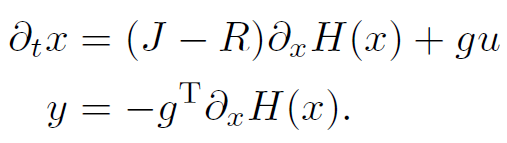 ∂ₜx = (J − R)∂ₓH(x) + gu
y = −gᵀ∂ₓH(x).